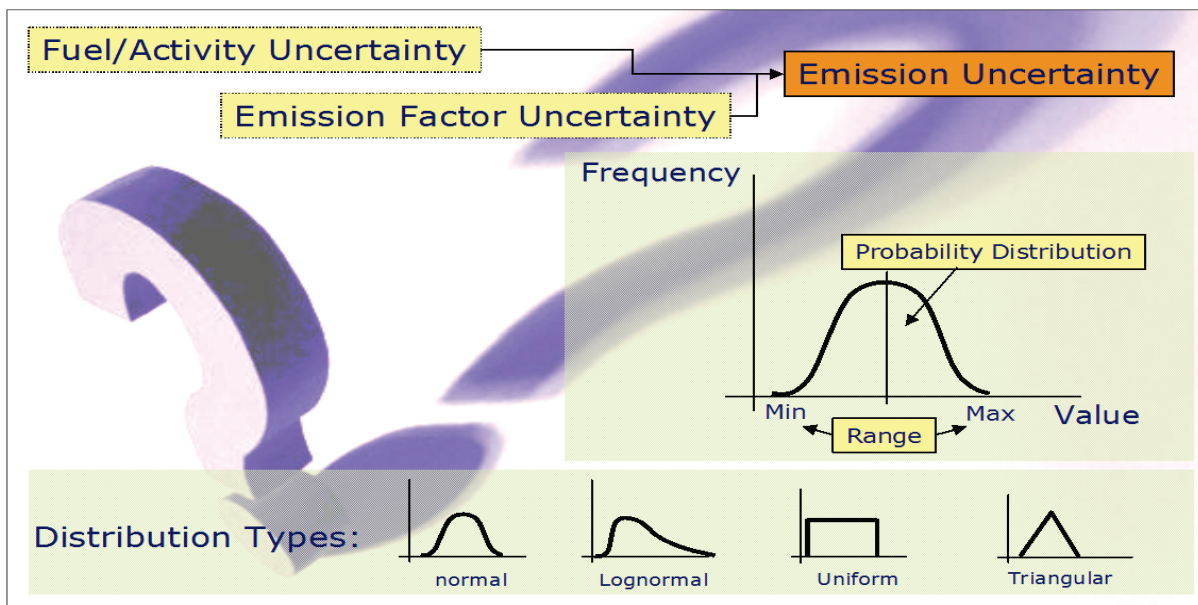 Fuel/Activity Uncertainty
Emission Uncertainty
Emission Factor Uncertainty
Frequency
Probability Distribution
Min
Max
Value
Range
Distribution Types:
normal
Lognormal
Uniform
Triangular